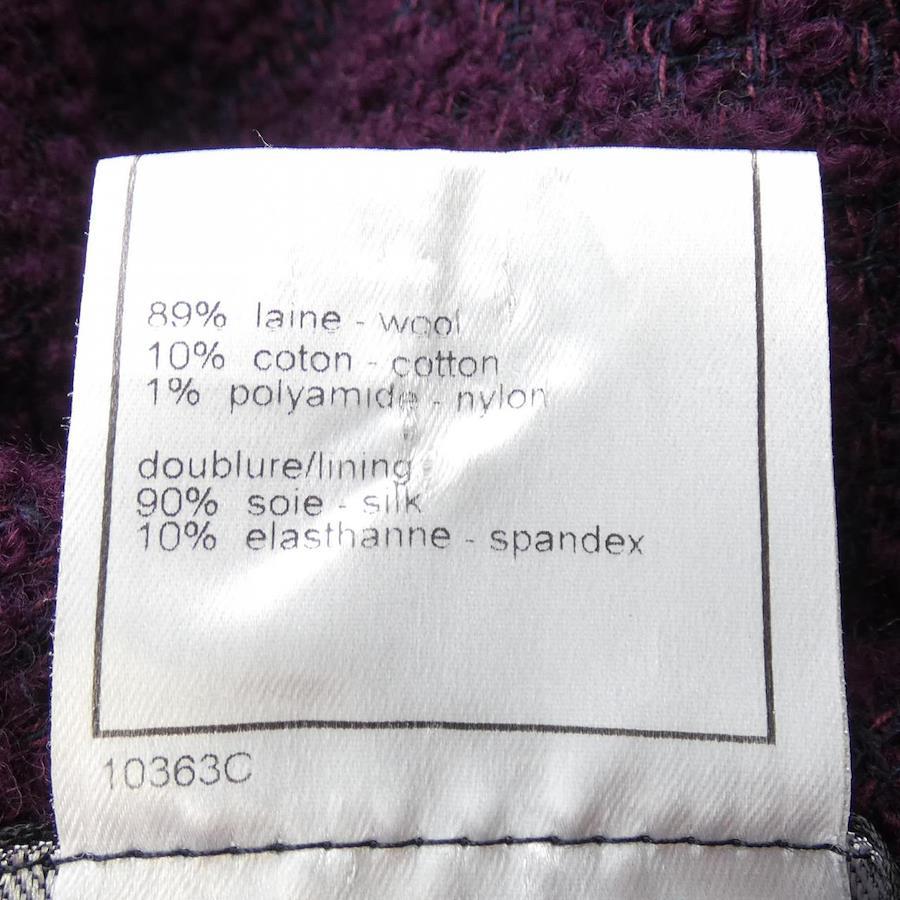 89% laine - wool
10% coton - cotton
1% polyamide - nylon
doublure/lining
90% soie - silk
10% elasthanne - spandex
10363C